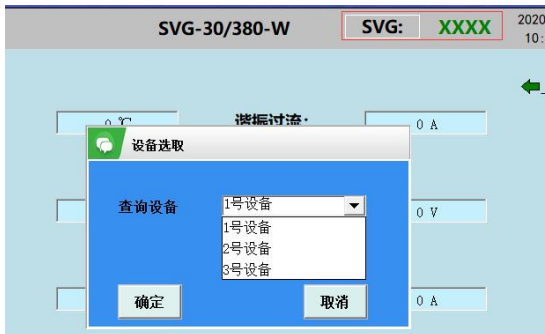 SVG-30/380-W
SVG: XXXX
2020
10:
0 ℃
谐振过流:
0 A
设备选取
查询设备
1号设备
0 V
1号设备
2号设备
3号设备
确定
取消
0 A